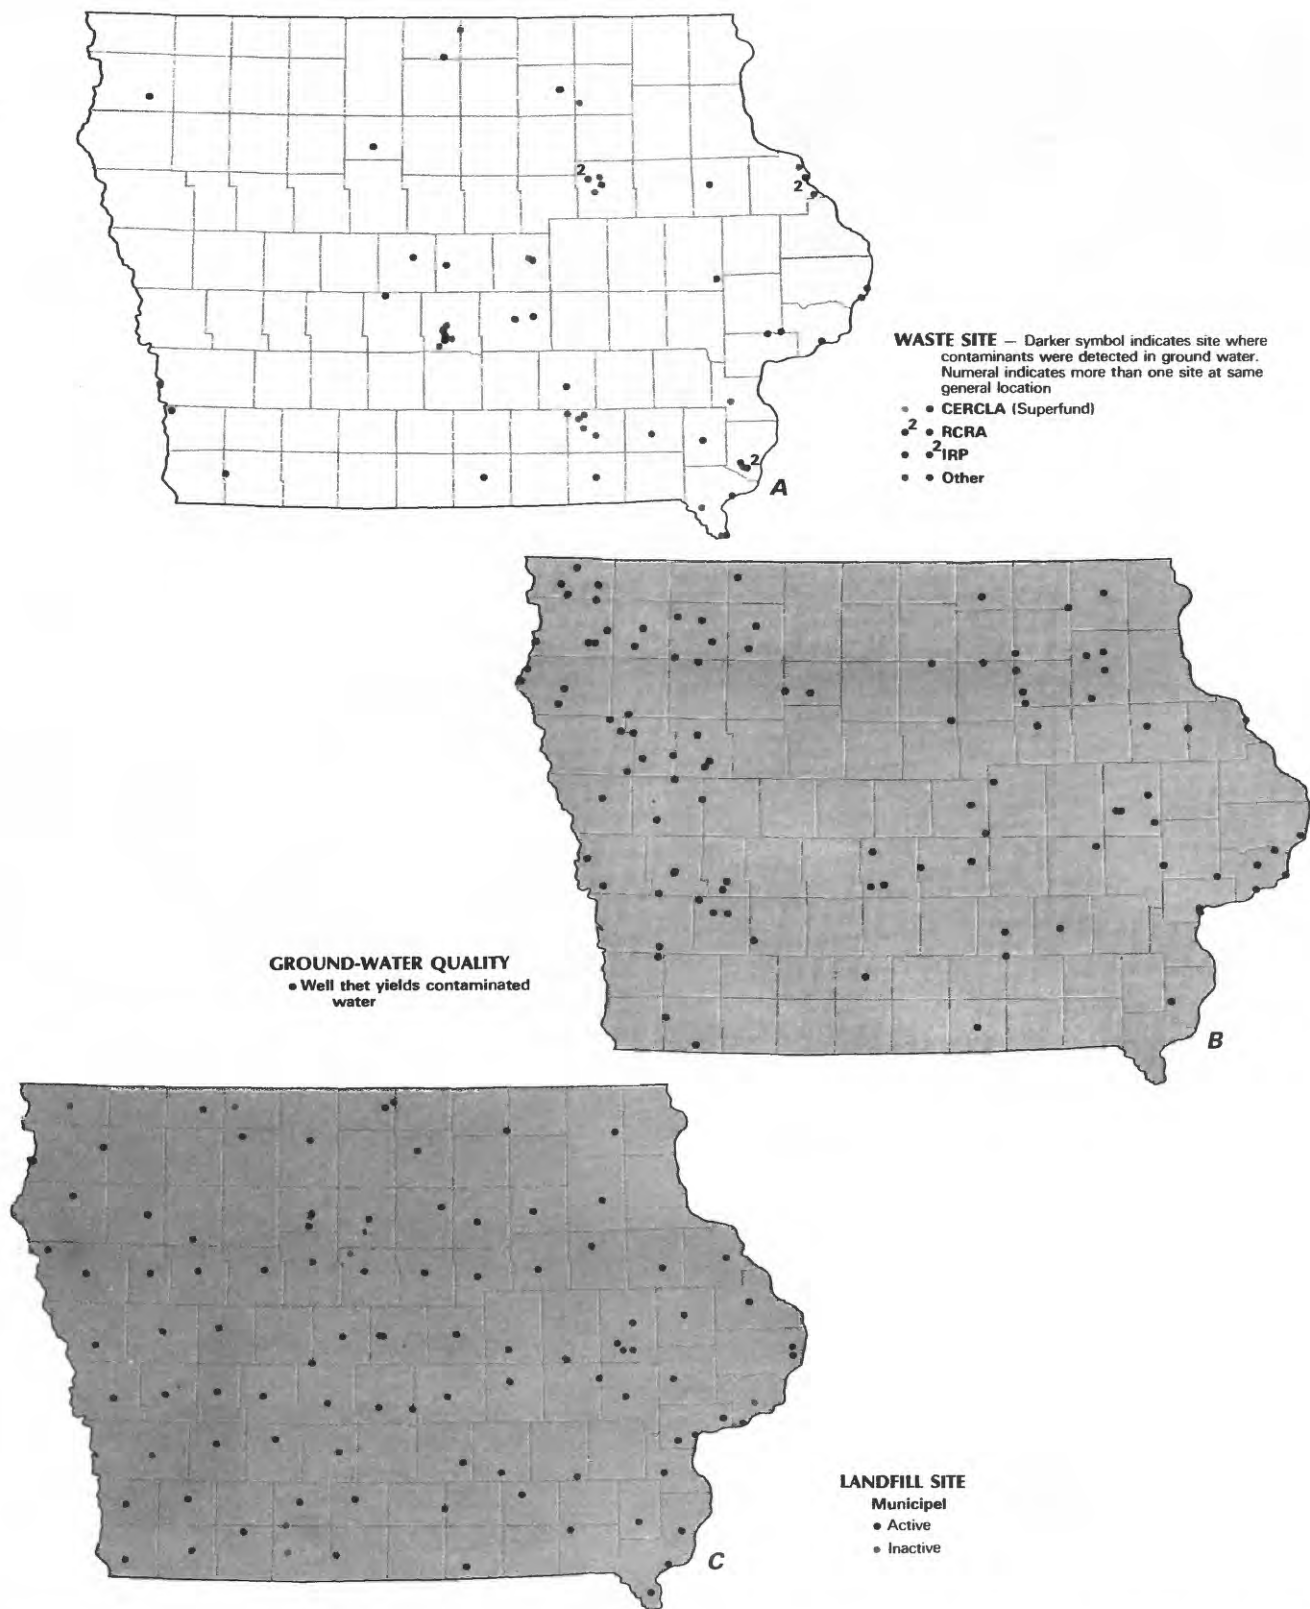 2
2
WASTE SITE — Darker symbol indicates site where
contaminants were detected in ground water.
Numeral indicates more than one site at same
general location
CERCLA (Superfund)
2 RCRA
2 IRP
Other
2
A
GROUND-WATER QUALITY
Well thet yields contaminated
water
B
LANDFILL SITE
Municipel
Active
Inactive
C